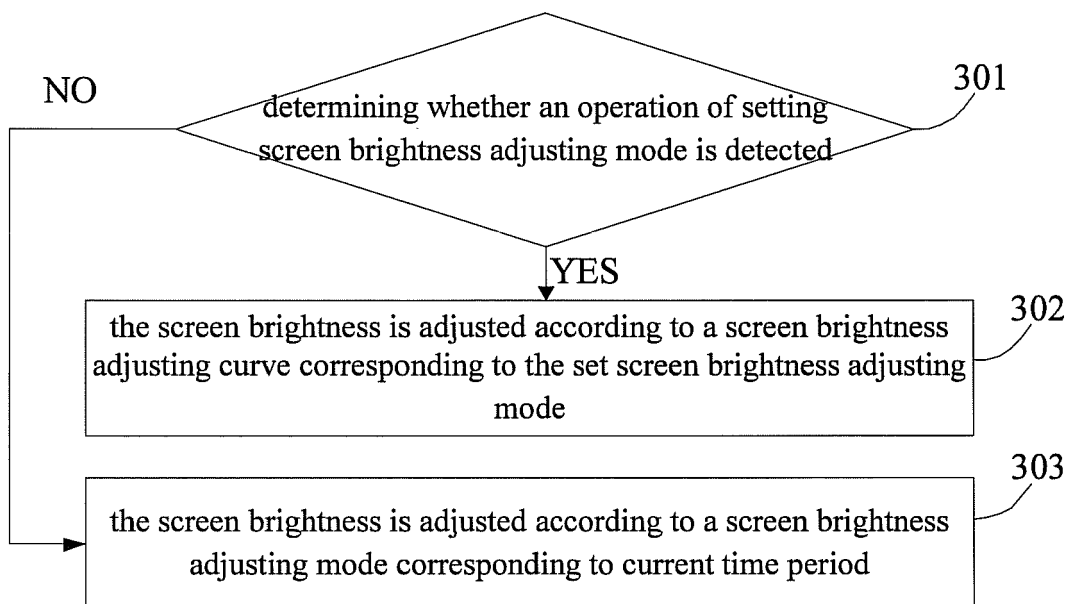 NO
301
determining whether an operation of setting
screen brightness adjusting mode is detected
YES
302
the screen brightness is adjusted according to a screen brightness
adjusting curve corresponding to the set screen brightness adjusting
mode
303
the screen brightness is adjusted according to a screen brightness
adjusting mode corresponding to current time period